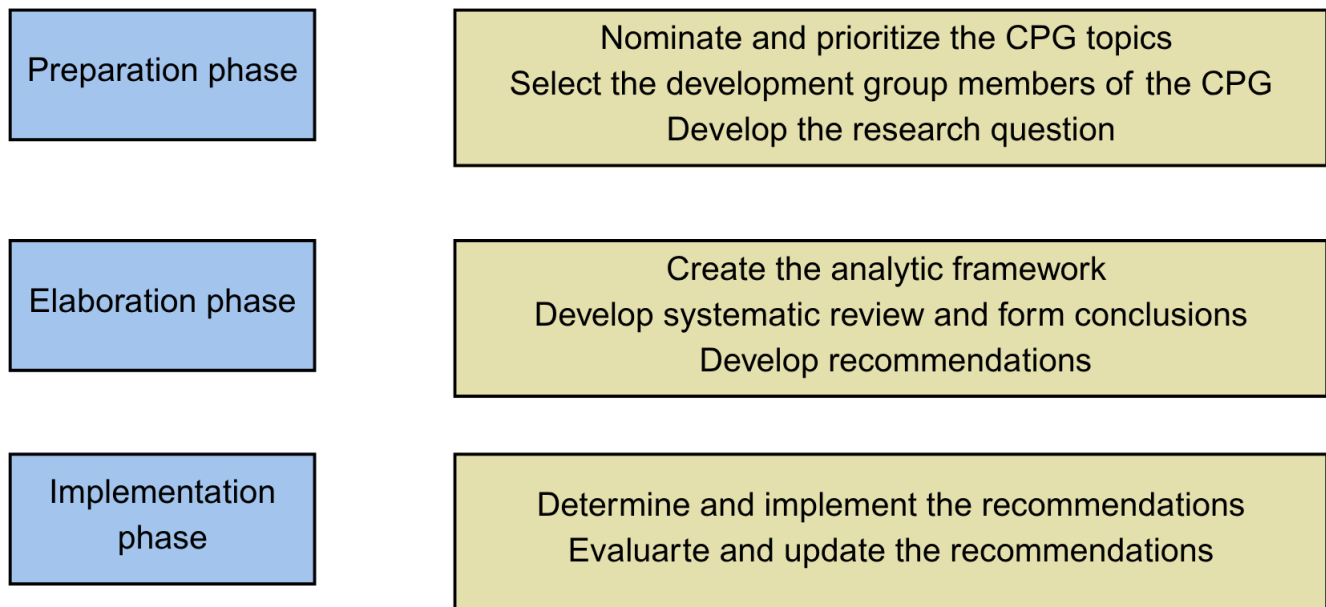 Preparation phase
Nominate and prioritize the CPG topics
Select the development group members of the CPG
Develop the research question
Elaboration phase
Create the analytic framework
Develop systematic review and form conclusions
Develop recommendations
Implementation
phase
Determine and implement the recommendations
Evaluarte and update the recommendations